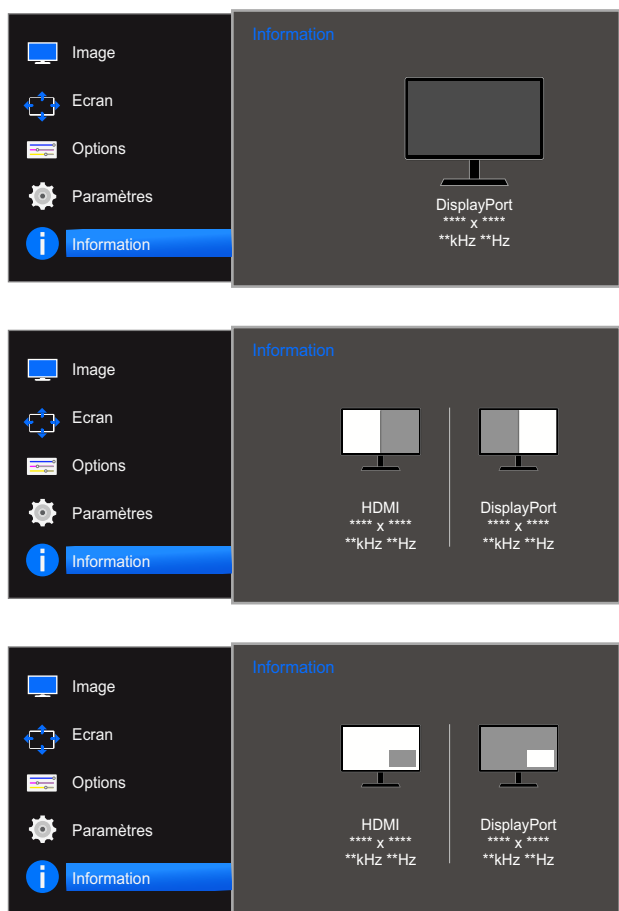 Information
Image
Ecran
Options
Paramètres
Information
DisplayPort
**** x ****
**kHz **Hz
Information
Image
Ecran
Options
Paramètres
Information
HDMI
**** x ****
**kHz **Hz
DisplayPort
**** x ****
**kHz **Hz
Information
Image
Ecran
Options
Paramètres
Information
HDMI
**** x ****
**kHz **Hz
DisplayPort
**** x ****
**kHz **Hz